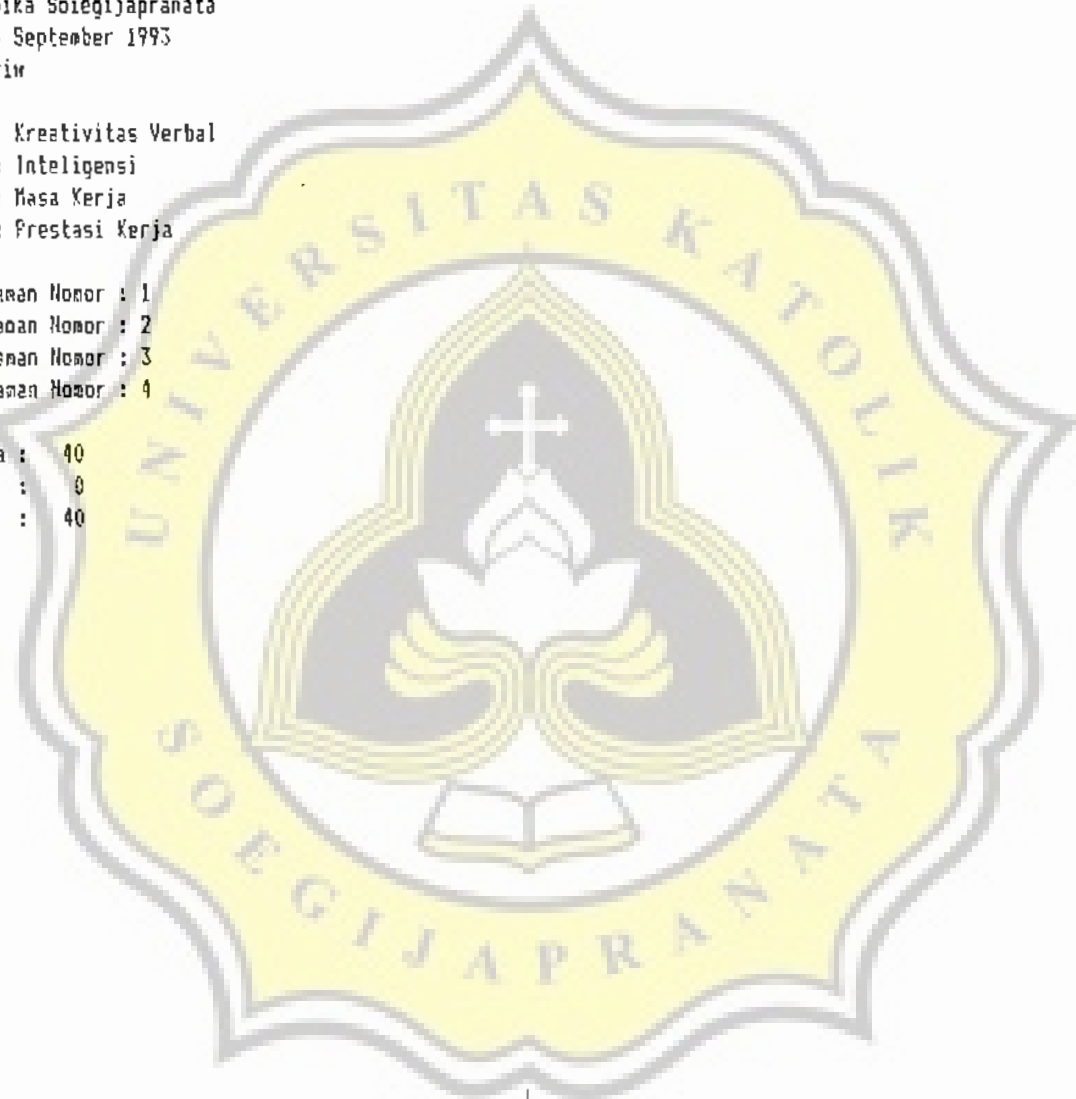 Soiegijapranata
September 1993
Kreativitas Verbal
: Inteligensi
Masa Kerja
: Prestasi Kerja
Nomor : 1
Nomor : 2
Nomor : 3
Nomor : 4
: 40
: 0
: 40
UNIVERSITAS KATOLIK
SOEGIJAPRANATA